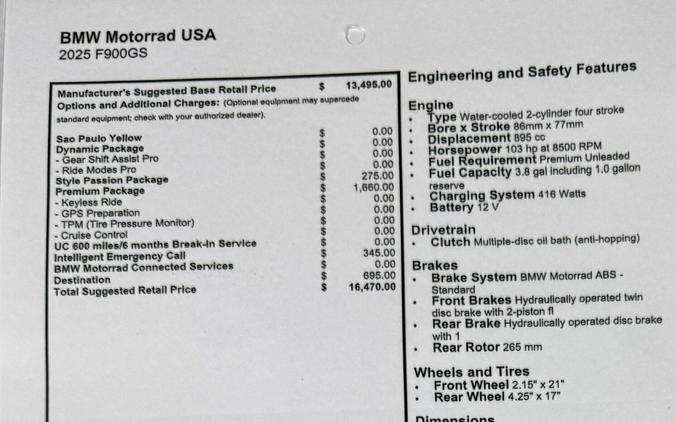 BMW Motorrad USA
2025 F900GS
Manufacturer's Suggested Base Retail Price $ 13,495.00
Options and Additional Charges: (Optional equipment may supercede
standard equipment; check with your authorized dealer).
Sao Paulo Yellow $ 0.00
Dynamic Package $ 0.00
- Gear Shift Assist Pro $ 0.00
- Ride Modes Pro $ 0.00
Style Passion Package $ 275.00
Premium Package $ 1,660.00
- Keyless Ride $ 0.00
- GPS Preparation $ 0.00
- TPM (Tire Pressure Monitor) $ 0.00
- Cruise Control $ 0.00
UC 600 miles/6 months Break-In Service $ 0.00
Intelligent Emergency Call $ 345.00
BMW Motorrad Connected Services $ 0.00
Destination $ 695.00
Total Suggested Retail Price $ 16,470.00
Engineering and Safety Features
Engine
• Type Water-cooled 2-cylinder four stroke
• Bore x Stroke 86mm x 77mm
• Displacement 895 cc
• Horsepower 103 hp at 8500 RPM
• Fuel Requirement Premium Unleaded
• Fuel Capacity 3.8 gal including 1.0 gallon
reserve
• Charging System 416 Watts
• Battery 12 V
Drivetrain
• Clutch Multiple-disc oil bath (anti-hopping)
Brakes
• Brake System BMW Motorrad ABS -
Standard
• Front Brakes Hydraulically operated twin
disc brake with 2-piston fl
• Rear Brake Hydraulically operated disc brake
with 1
• Rear Rotor 265 mm
Wheels and Tires
• Front Wheel 2.15" x 21"
• Rear Wheel 4.25" x 17"
Dimensions